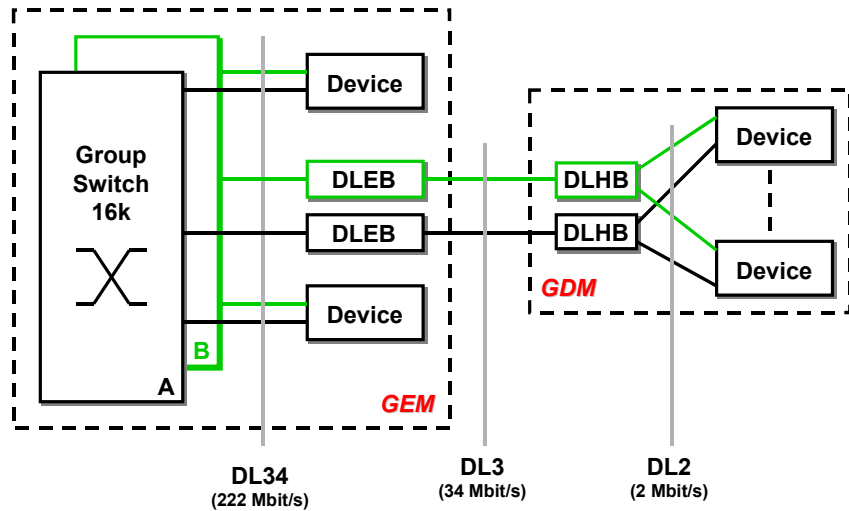 Device
Group
Switch
16k
DLEB
DLEB
Device
B
A
GEM
DLHB
DLHB
Device
Device
GDM
DL34
(222 Mbit/s)
DL3
(34 Mbit/s)
DL2
(2 Mbit/s)